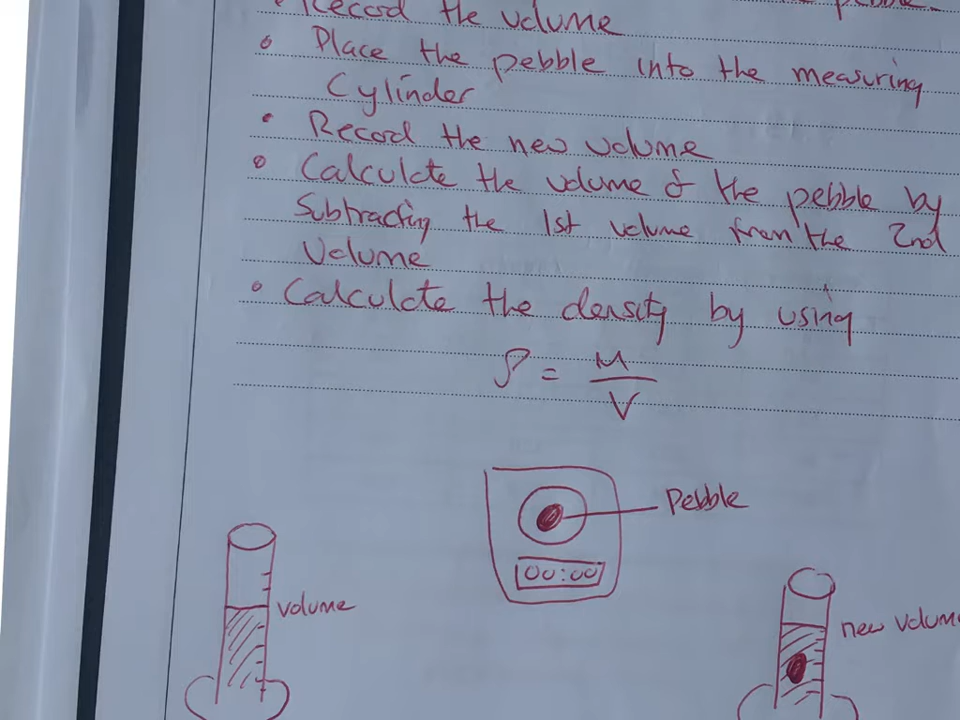 • Record the volume
• Place the pebble into the measuring
Cylinder
• Record the new volume
• Calculate the volume of the pebble by
Subtracting the 1st volume from the 2nd
Volume
• Calculate the density by using
ρ = M / V
Pebble
00:00
volume
new volum